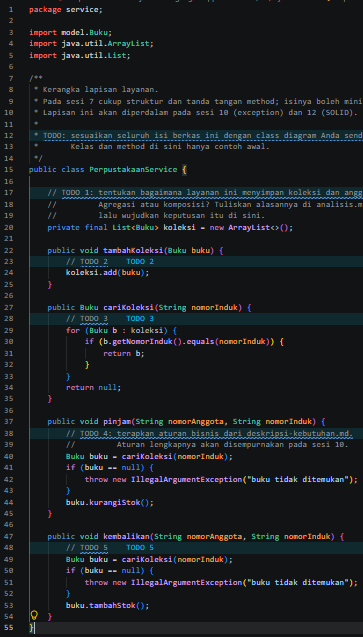 package service;
import model.Buku;
import java.util.ArrayList;
import java.util.List;
/**
* Kerangka lapisan layanan.
* Pada sesi 7 cukup struktur dan tanda tangan method; isinya boleh mini
* Lapisan ini akan diperdalam pada sesi 10 (exception) dan 12 (SOLID).
*
* TODO: sesuaikan seluruh isi berkas ini dengan class diagram Anda send
* Kelas dan method di sini hanya contoh awal.
*/
public class PerpustakaanService {
// TODO 1: tentukan bagaimana layanan ini menyimpan koleksi dan angg
// Agregasi atau komposisi? Tuliskan alasannya di analisis.m
// lalu wujudkan keputusan itu di sini.
private final List<Buku> koleksi = new ArrayList<>();
public void tambahKoleksi(Buku buku) {
// TODO 2 TODO 2
koleksi.add(buku);
}
public Buku cariKoleksi(String nomorInduk) {
// TODO 3 TODO 3
for (Buku b : koleksi) {
if (b.getNomorInduk().equals(nomorInduk)) {
return b;
}
}
return null;
}
public void pinjam(String nomorAnggota, String nomorInduk) {
// TODO 4: terapkan aturan bisnis dari deskripsi-kebutuhan.md.
// Aturan lengkapnya akan disempurnakan pada sesi 10.
Buku buku = cariKoleksi(nomorInduk);
if (buku == null) {
throw new IllegalArgumentException("buku tidak ditemukan");
}
buku.kurangiStok();
}
public void kembalikan(String nomorAnggota, String nomorInduk) {
// TODO 5 TODO 5
Buku buku = cariKoleksi(nomorInduk);
if (buku == null) {
throw new IllegalArgumentException("buku tidak ditemukan");
}
buku.tambahStok();
}
}